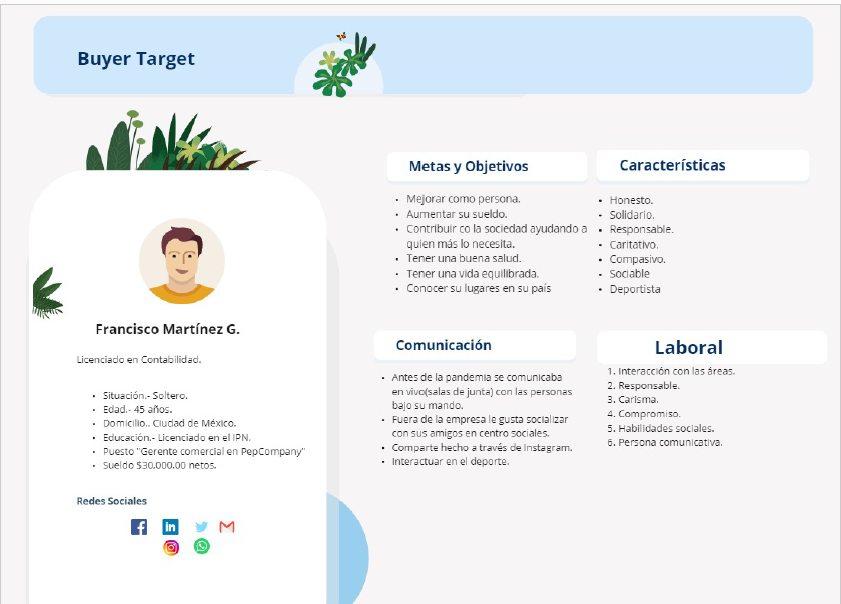 Buyer Target
Francisco Martínez G.
Licenciado en Contabilidad.
• Situación.- Soltero.
• Edad.- 45 años.
• Domicilio.. Ciudad de México.
• Educación.- Licenciado en el IPN.
• Puesto "Gerente comercial en PepCompany"
• Sueldo $30,000.00 netos.
Redes Sociales
Metas y Objetivos
• Mejorar como persona.
• Aumentar su sueldo.
• Contribuir co la sociedad ayudando a
quien más lo necesita.
• Tener una buena salud.
• Tener una vida equilibrada.
• Conocer su lugares en su país
Características
• Honesto.
• Solidario.
• Responsable.
• Caritativo.
• Compasivo.
• Sociable
• Deportista
Comunicación
• Antes de la pandemia se comunicaba
en vivo(salas de junta) con las personas
bajo su mando.
• Fuera de la empresa le gusta socializar
con sus amigos en centro sociales.
• Comparte hecho a través de Instagram.
• Interactuar en el deporte.
Laboral
1. Interacción con las áreas.
2. Responsable.
3. Carisma.
4. Compromiso.
5. Habilidades sociales.
6. Persona comunicativa.